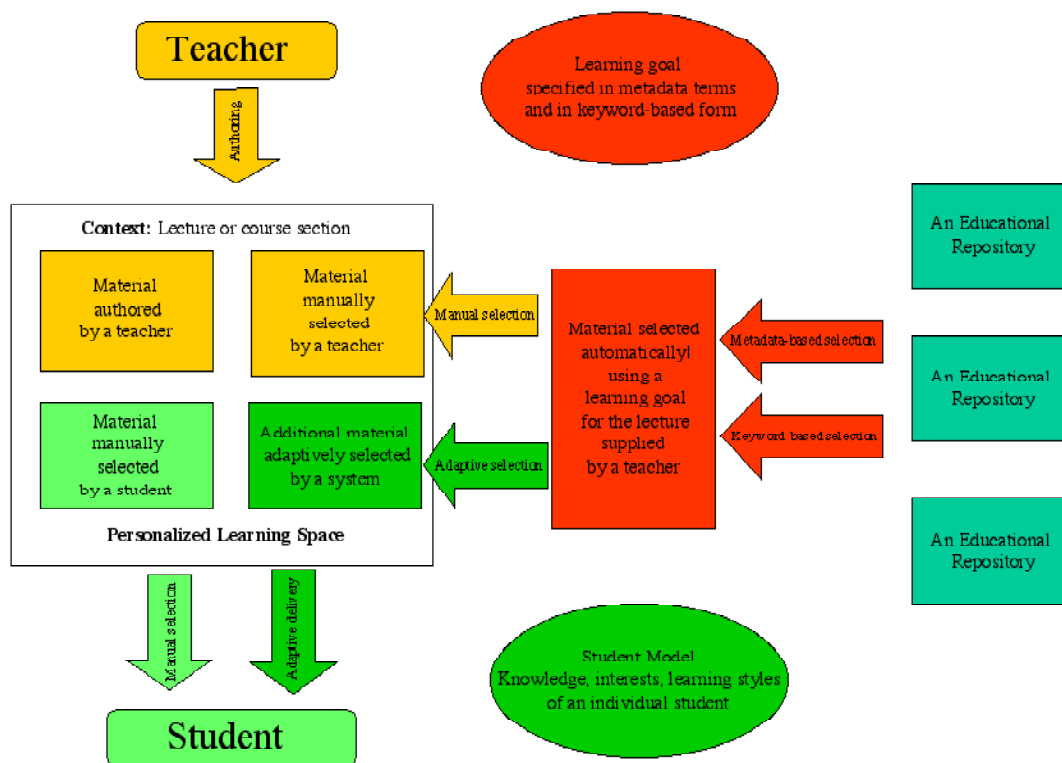 Teacher
Learning goal
specified in metadata terms
and in keyword-based form
Authoring
Context: Lecture or course section
Material
authored
by a teacher
Material
manually
selected
by a teacher
Manual selection
Material
manually
selected
by a student
Additional material
adaptively selected
by a system
Adaptive selection
Personalized Learning Space
Material selected
automatically
using a
learning goal
for the lecture
supplied
by a teacher
Metadata-based selection
Keyword based selection
An Educational
Repository
An Educational
Repository
An Educational
Repository
Manual selection
Adaptive delivery
Student Model
Knowledge, interests, learning styles
of an individual student
Student